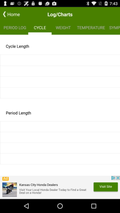 7:43
Home
Log/Charts
PERIOD LOG
CYCLE
WEIGHT
TEMPERATURE
Cycle Length
Period Length
Kansas City Honda Dealers
Visit Now